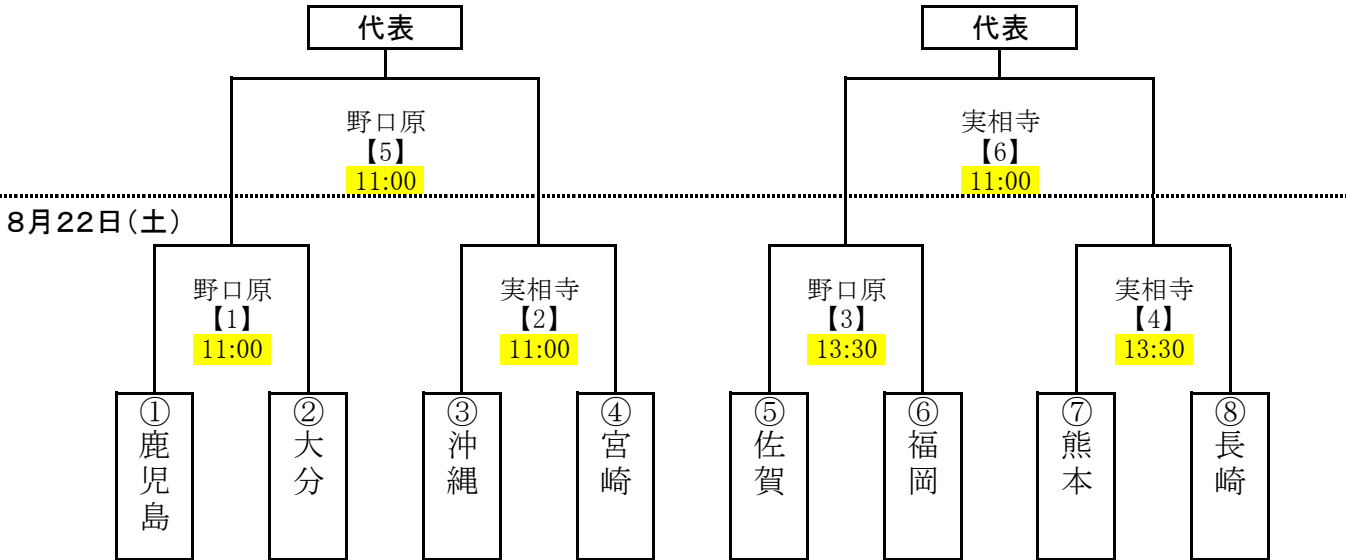 代表
代表
野口原
【5】
11:00
実相寺
【6】
11:00
8月22日(土)
野口原
【1】
11:00
実相寺
【2】
11:00
野口原
【3】
13:30
実相寺
【4】
13:30
①鹿児島
②大分
③沖縄
④宮崎
⑤佐賀
⑥福岡
⑦熊本
⑧長崎